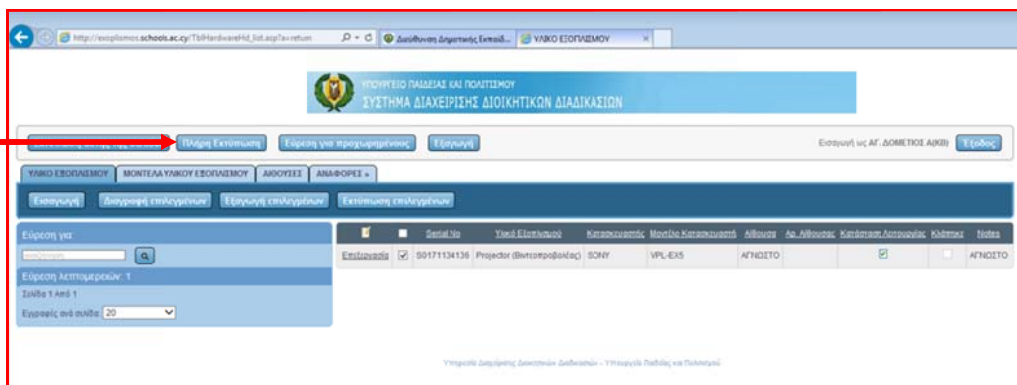 http://exoplismos.schools.ac.cy/TblHardwareHd_list.asp?a=return
Διεύθυνση Δημοτικής Εκπαίδ...
ΥΛΙΚΟ ΕΞΟΠΛΙΣΜΟΥ
ΥΠΟΥΡΓΕΙΟ ΠΑΙΔΕΙΑΣ ΚΑΙ ΠΟΛΙΤΙΣΜΟΥ
ΣΥΣΤΗΜΑ ΔΙΑΧΕΙΡΙΣΗΣ ΔΙΟΙΚΗΤΙΚΩΝ ΔΙΑΔΙΚΑΣΙΩΝ
Πλήρη Εκτύπωση Εύρεση για προχωρημένους Εξαγωγή Εισαγωγή ως ΑΓ. ΔΟΜΕΤΙΟΣ Α(ΚΒ) Έξοδος
ΥΛΙΚΟ ΕΞΟΠΛΙΣΜΟΥ ΜΟΝΤΕΛΑ ΥΛΙΚΟΥ ΕΞΟΠΛΙΣΜΟΥ ΑΙΘΟΥΣΕΣ ΑΝΑΦΟΡΕΣ »
Εισαγωγή Διαγραφή επιλεγμένων Εξαγωγή επιλεγμένων Εκτύπωση επιλεγμένων
Εύρεση για:
Εύρεση λεπτομερειών: 1
Σελίδα 1 Από 1
Εγγραφές ανά σελίδα: 20
Serial No Υλικό Εξοπλισμού Κατασκευαστής Μοντέλο Κατασκευαστή Αίθουσα Αρ. Αίθουσας Κατάσταση Λειτουργίας Κλάπηκε Notes
Επεξεργασία S0171134136 Projector (Βιντεοπροβολέας) SONY VPL-EX5 ΑΓΝΩΣΤΟ ΑΓΝΩΣΤΟ
Υπηρεσία Διαχείρισης Διοικητικών Διαδικασιών - Υπουργείο Παιδείας και Πολιτισμού